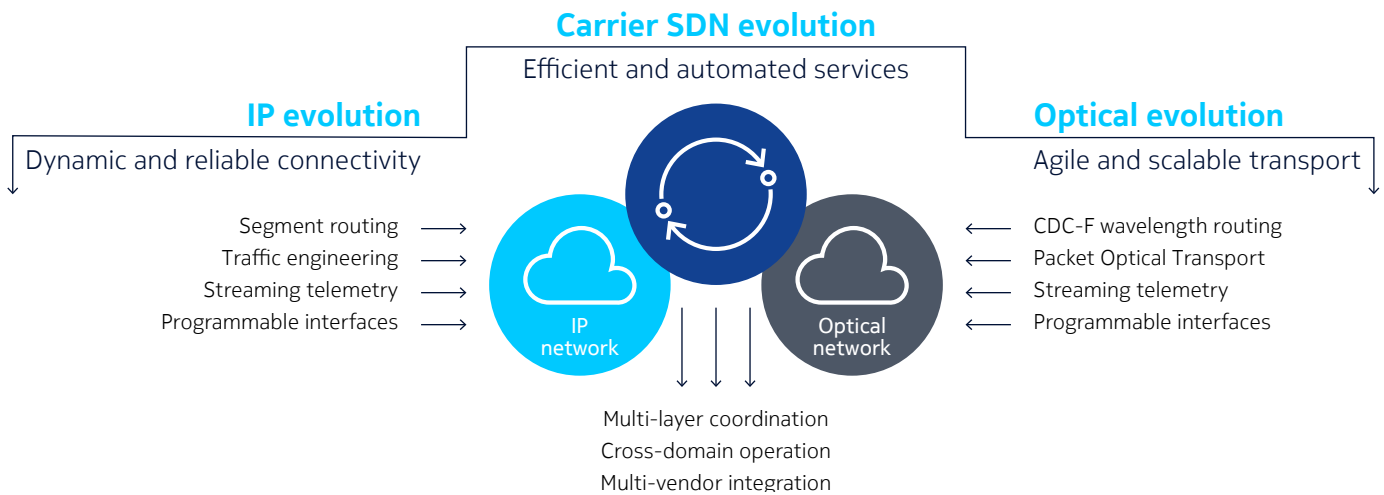 Carrier SDN evolution
Efficient and automated services
IP evolution
Dynamic and reliable connectivity
Optical evolution
Agile and scalable transport
Segment routing
Traffic engineering
Streaming telemetry
Programmable interfaces
IP
network
Optical
network
CDC-F wavelength routing
Packet Optical Transport
Streaming telemetry
Programmable interfaces
Multi-layer coordination
Cross-domain operation
Multi-vendor integration